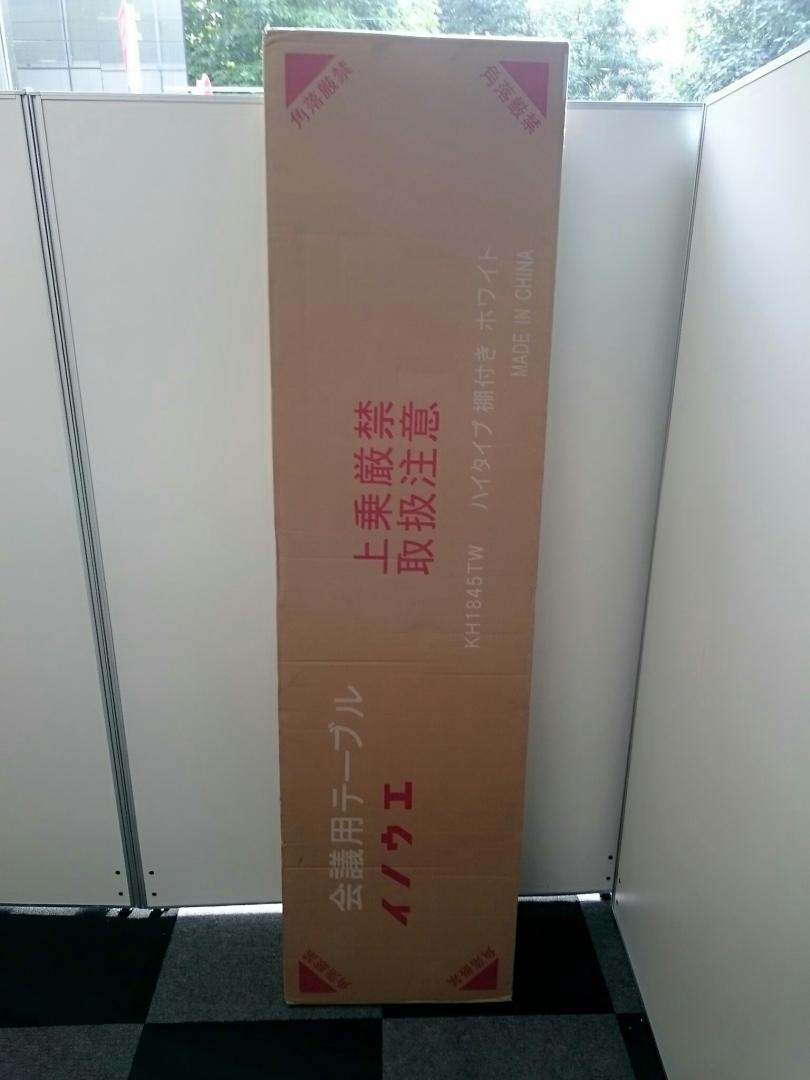 角落厳禁
角落厳禁
会議用テーブル
イノウエ
上乗厳禁
取扱注意
KH1845TW ハイタイプ 棚付き ホワイト
MADE IN CHINA
角落厳禁
角落厳禁